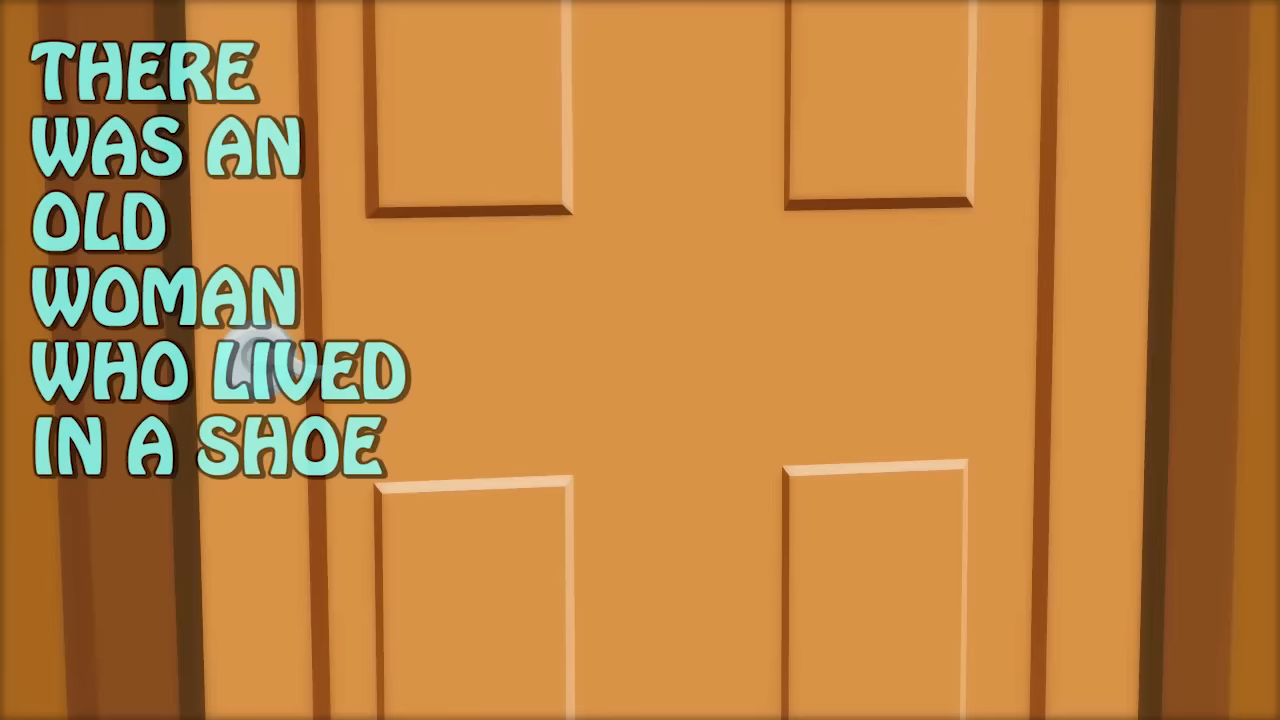 THERE
WAS AN
OLD
WOMAN
WHO LIVED
IN A SHOE